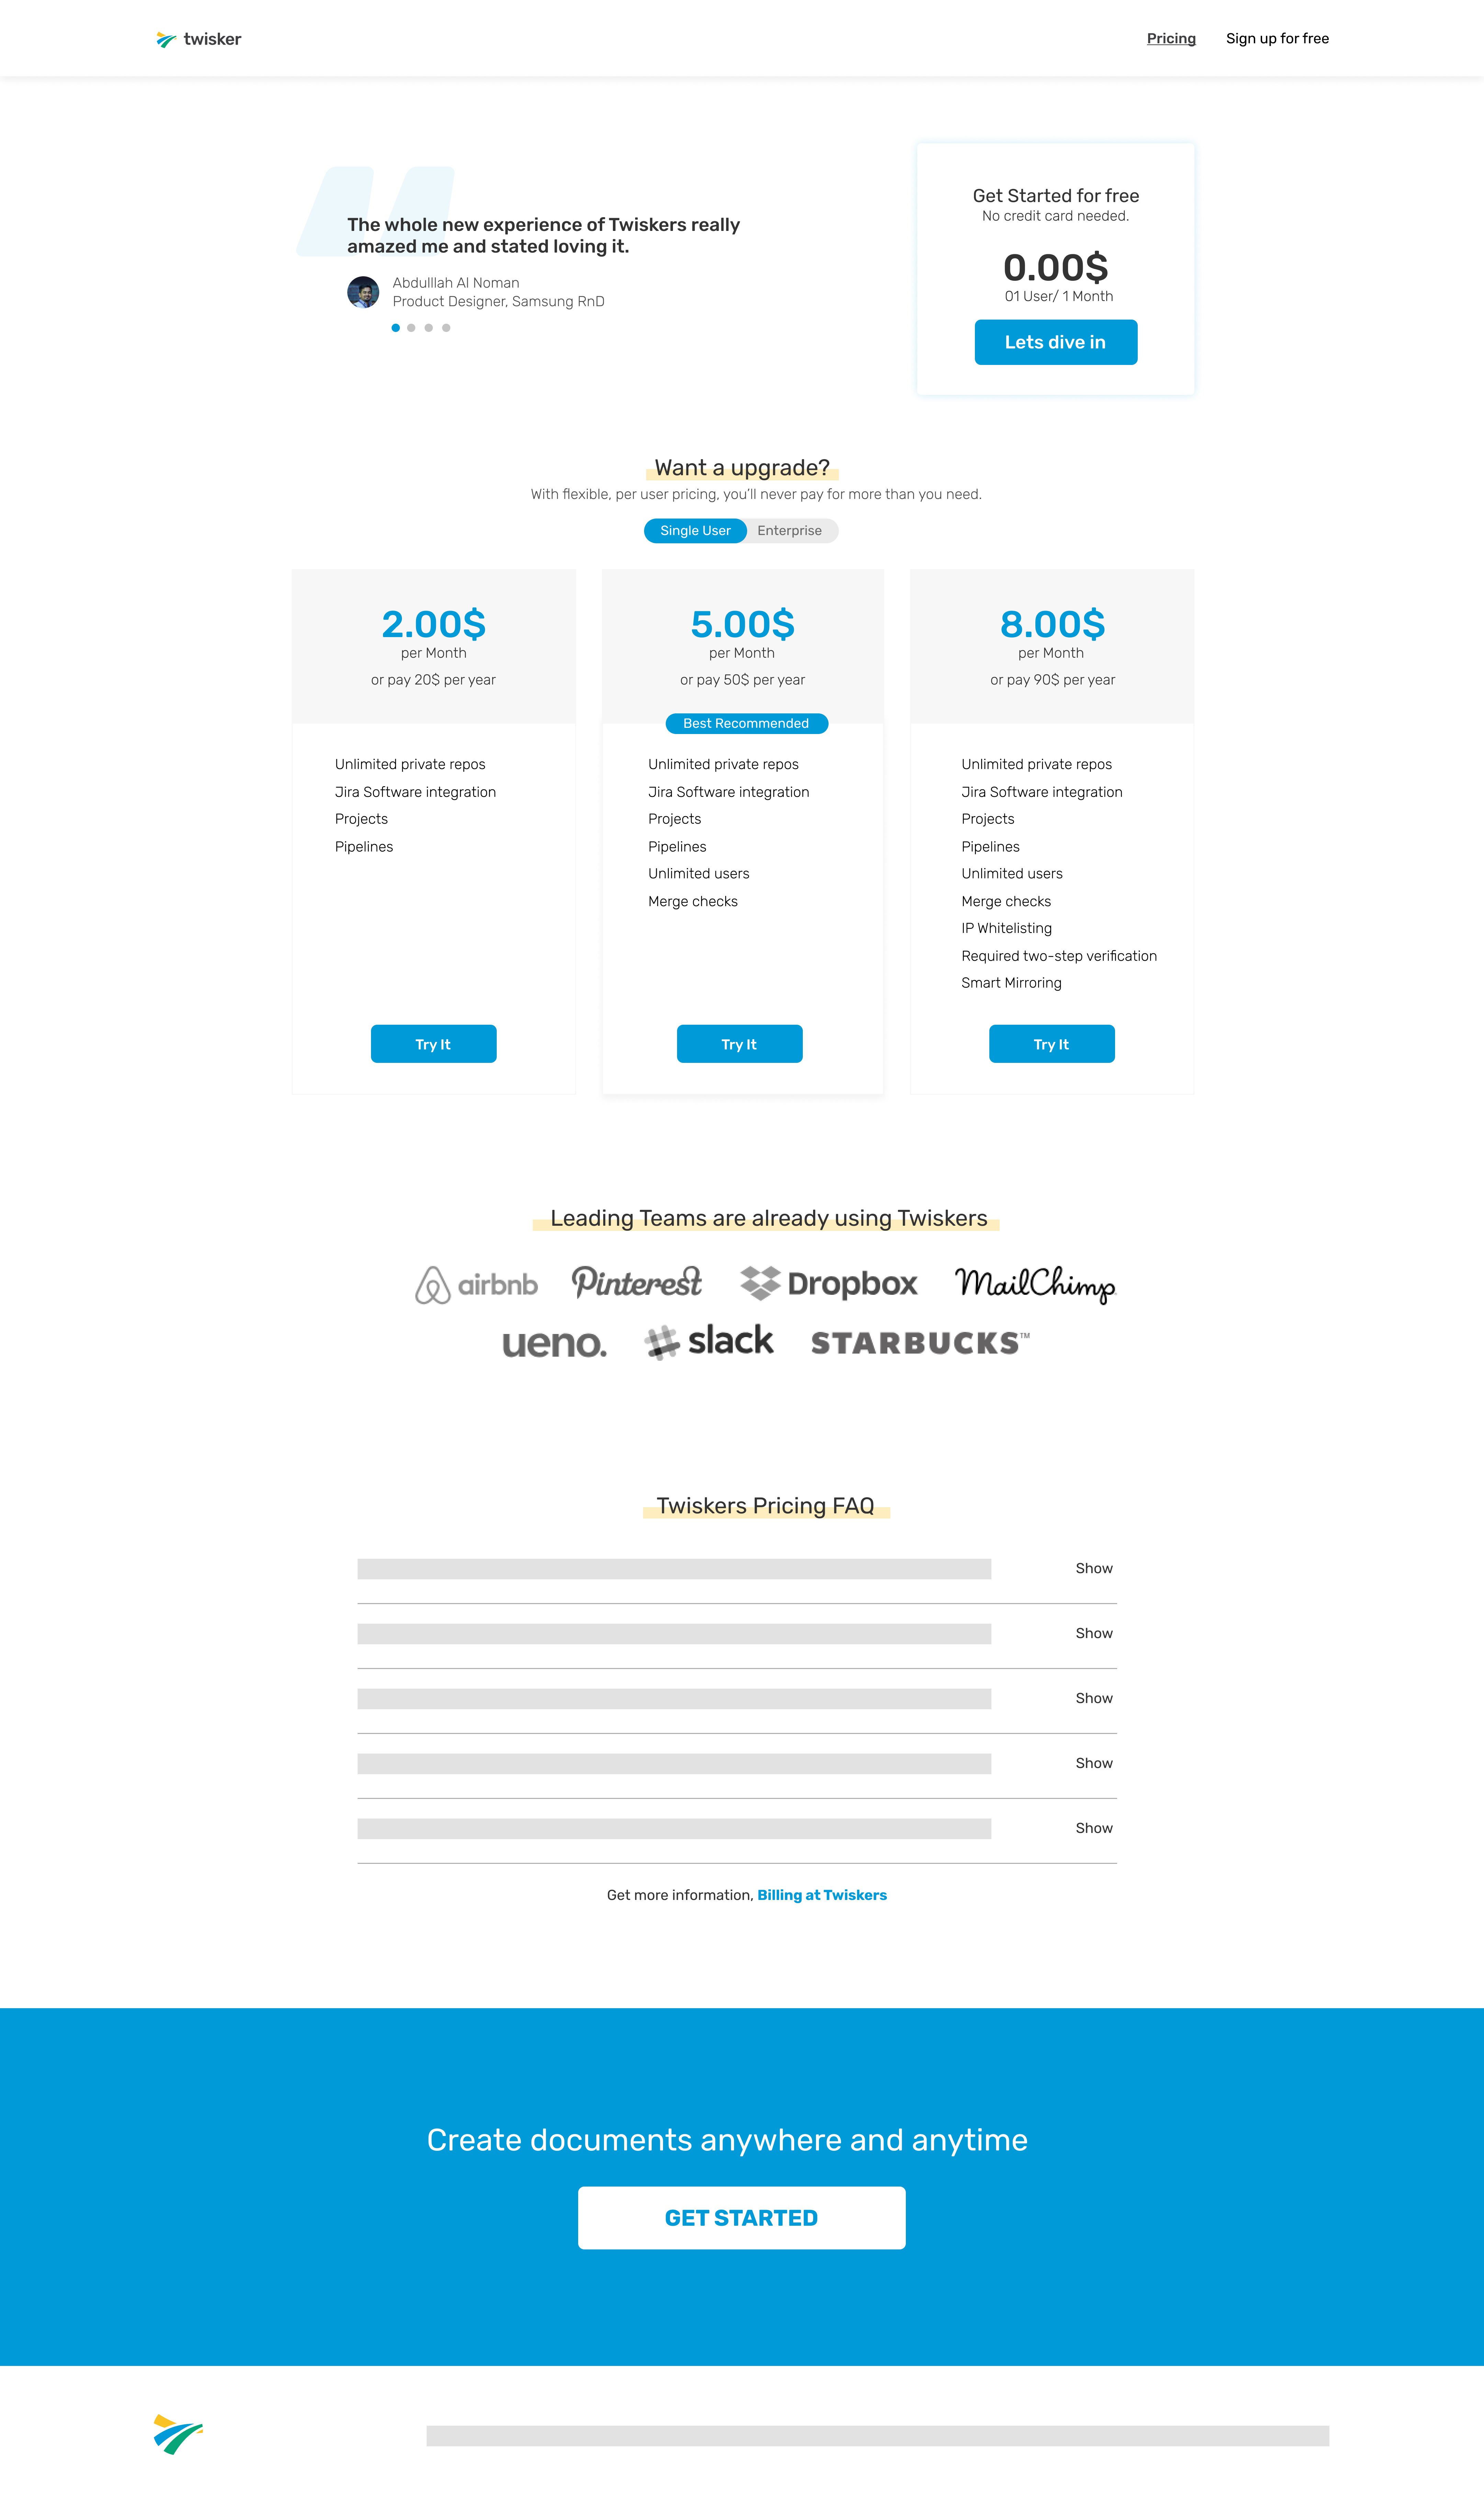 twisker
Pricing
Sign up for free
The whole new experience of Twiskers really
amazed me and stated loving it.
Abdulllah Al Noman
Product Designer, Samsung RnD
Get Started for free
No credit card needed.
0.00$
01 User/ 1 Month
Lets dive in
Want a upgrade?
With flexible, per user pricing, you'll never pay for more than you need.
Single User
Enterprise
2.00$
per Month
or pay 20$ per year
Unlimited private repos
Jira Software integration
Projects
Pipelines
Try It
5.00$
per Month
or pay 50$ per year
Best Recommended
Unlimited private repos
Jira Software integration
Projects
Pipelines
Unlimited users
Merge checks
Try It
8.00$
per Month
or pay 90$ per year
Unlimited private repos
Jira Software integration
Projects
Pipelines
Unlimited users
Merge checks
IP Whitelisting
Required two-step verification
Smart Mirroring
Try It
Leading Teams are already using Twiskers
airbnb
Pinterest
Dropbox
MailChimp
ueno.
slack
STARBUCKS™
Twiskers Pricing FAQ
Show
Show
Show
Show
Show
Get more information, Billing at Twiskers
Create documents anywhere and anytime
GET STARTED